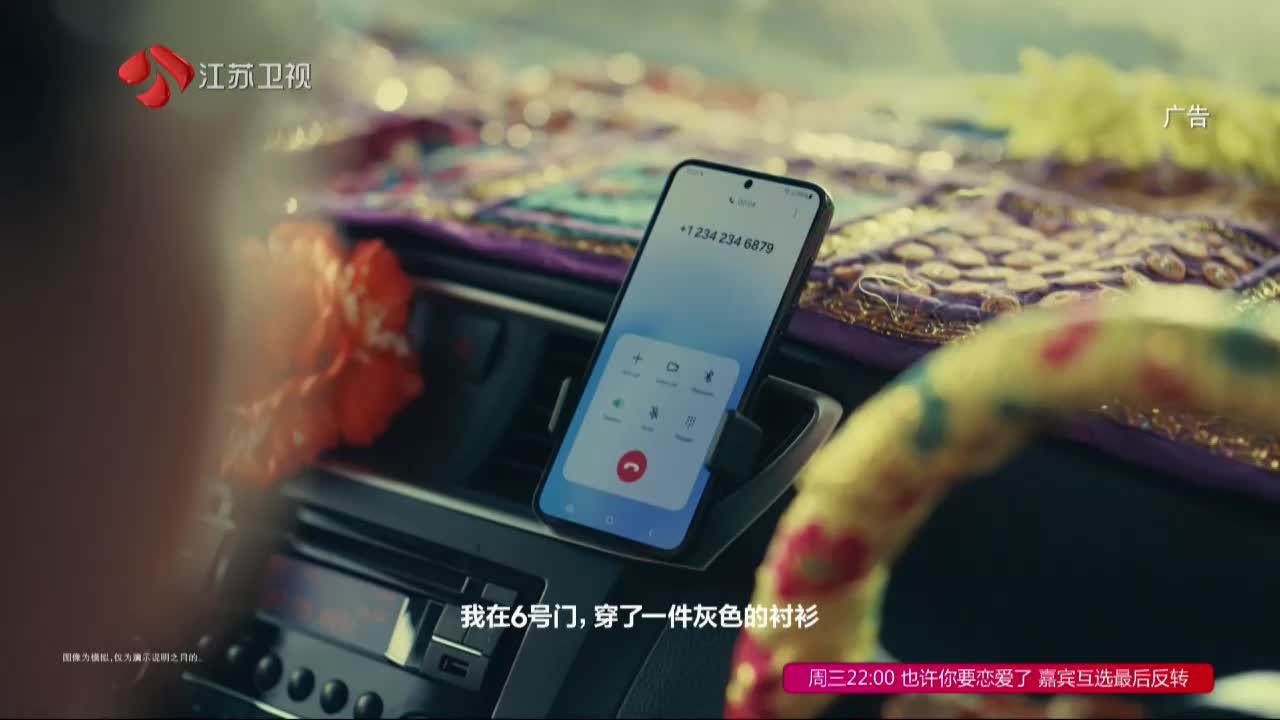 江苏卫视
广告
00:04
+1 234 234 6879
我在6号门，穿了一件灰色的衬衫
图像为模拟，仅为演示说明之目的。
周三22:00 也许你要恋爱了 嘉宾互选最后反转